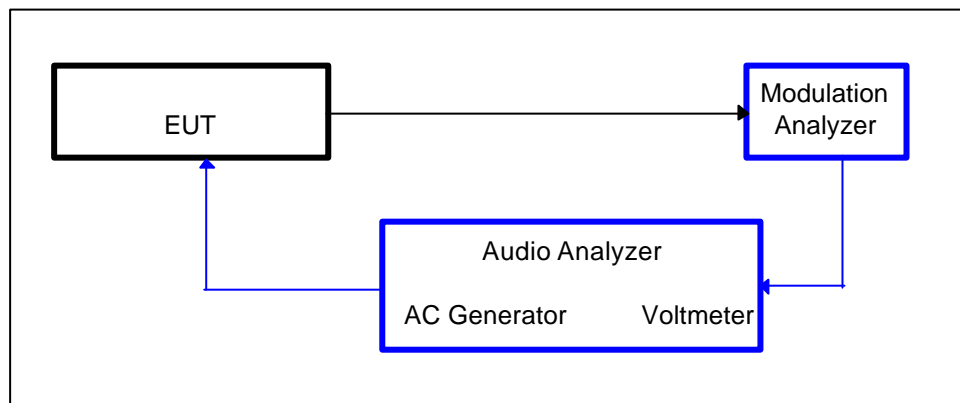 EUT
Modulation
Analyzer
Audio Analyzer
AC Generator Voltmeter